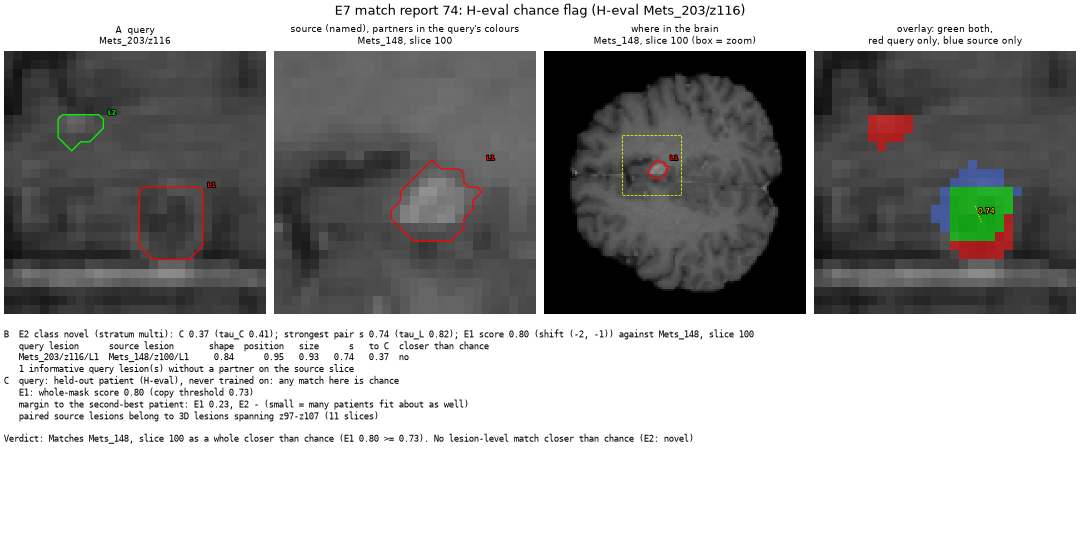 E7 match report 74: H-eval chance flag (H-eval Mets_203/z116)
A query
Mets_203/z116
source (named), partners in the query's colours
Mets_148, slice 100
where in the brain
Mets_148, slice 100 (box = zoom)
overlay: green both,
red query only, blue source only
L2
L1
L1
L1
0.74
B E2 class novel (stratum multi): C 0.37 (tau_C 0.41); strongest pair s 0.74 (tau_L 0.82); E1 score 0.80 (shift (-2, -1)) against Mets_148, slice 100
query lesion source lesion shape position size s to C closer than chance
Mets_203/z116/L1 Mets_148/z100/L1 0.84 0.95 0.93 0.74 0.37 no
1 informative query lesion(s) without a partner on the source slice
C query: held-out patient (H-eval), never trained on: any match here is chance
E1: whole-mask score 0.80 (copy threshold 0.73)
margin to the second-best patient: E1 0.23, E2 - (small = many patients fit about as well)
paired source lesions belong to 3D lesions spanning z97-z107 (11 slices)
Verdict: Matches Mets_148, slice 100 as a whole closer than chance (E1 0.80 >= 0.73). No lesion-level match closer than chance (E2: novel)